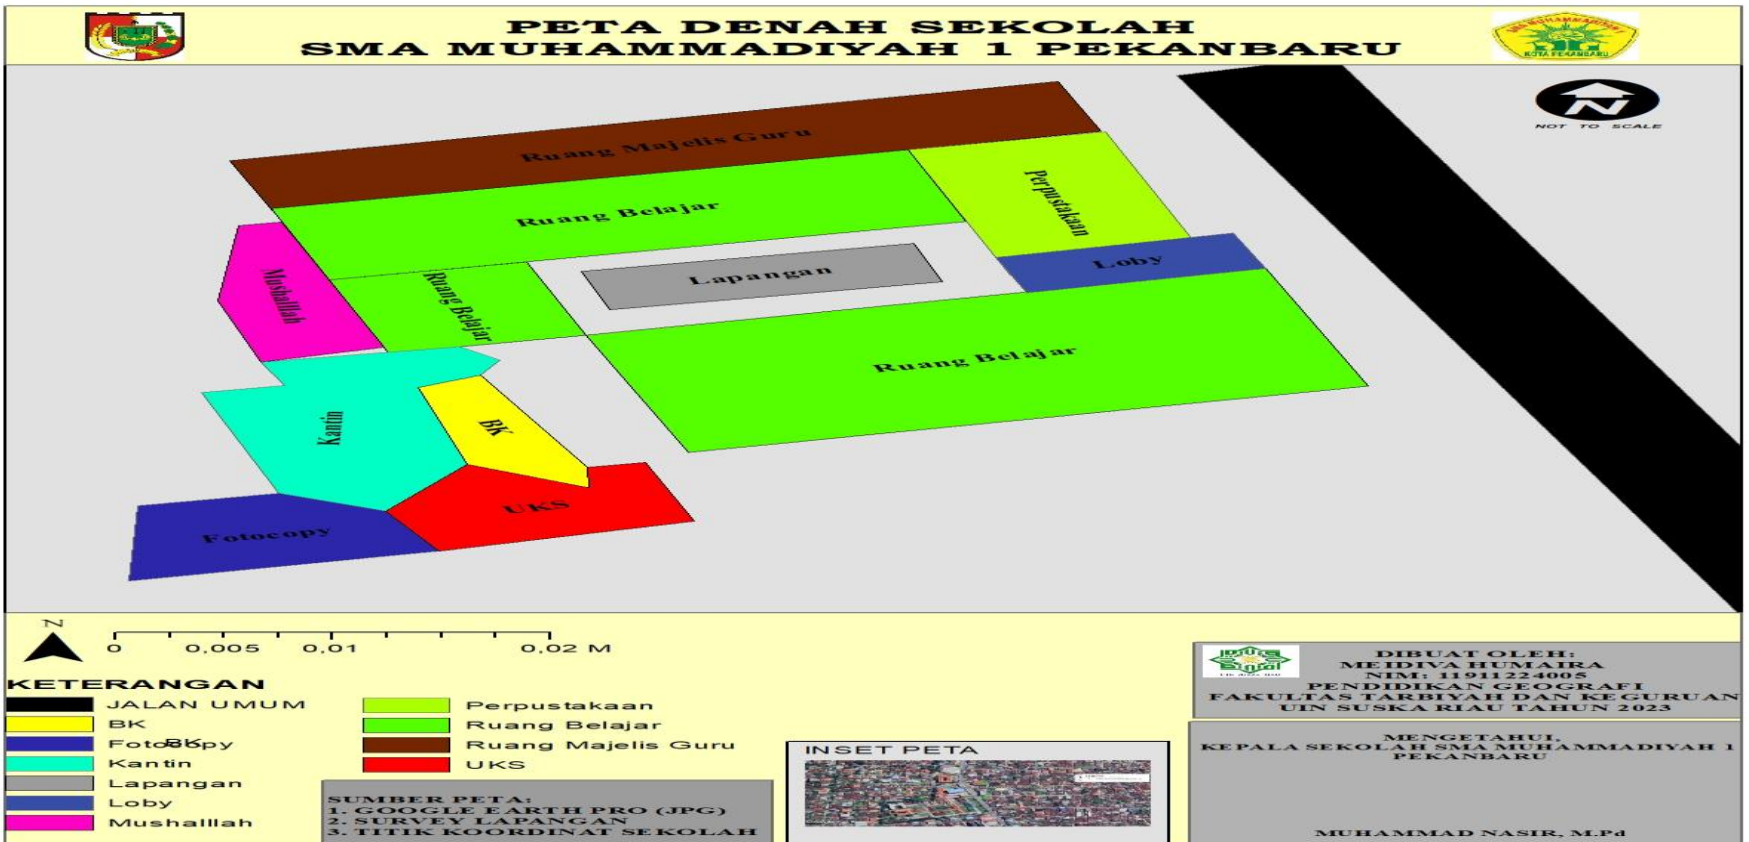 PETA DENAH SEKOLAH
SMA MUHAMMADIYAH 1 PEKANBARU
KOTA PEKANBARU
N
NOT TO SCALE
Ruang Majelis Guru
Ruang Belajar
Perpustakaan
Lapangan
Loby
Mushalllah
Ruang Belajar
Ruang Belajar
Kantin
BK
UKS
Fotocopy
N
0 0,005 0,01 0,02 M
KETERANGAN
JALAN UMUM
BK
Fotocopy
BK
Kantin
Lapangan
Loby
Mushalllah
Perpustakaan
Ruang Belajar
Ruang Majelis Guru
UKS
SUMBER PETA:
1. GOOGLE EARTH PRO (JPG)
2. SURVEY LAPANGAN
3. TITIK KOORDINAT SEKOLAH
INSET PETA
DIBUAT OLEH:
MEIDIVA HUMAIRA
NIM: 11911224005
PENDIDIKAN GEOGRAFI
FAKULTAS TARBIYAH DAN KEGURUAN
UIN SUSKA RIAU TAHUN 2023
MENGETAHUI,
KEPALA SEKOLAH SMA MUHAMMADIYAH 1
PEKANBARU
MUHAMMAD NASIR, M.Pd